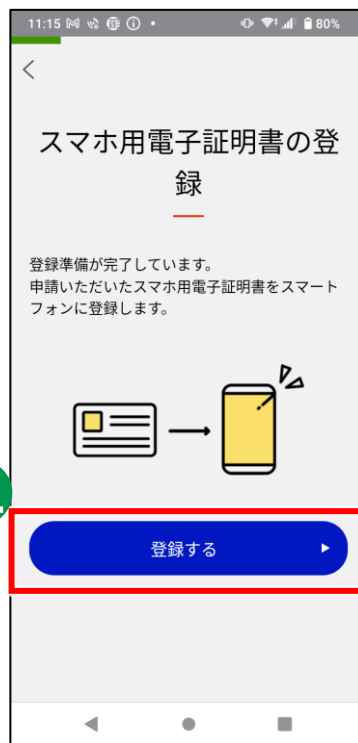 11:15
80%
スマホ用電子証明書の登
録
登録準備が完了しています。
申請いただいたスマホ用電子証明書をスマート
フォンに登録します。
登録する